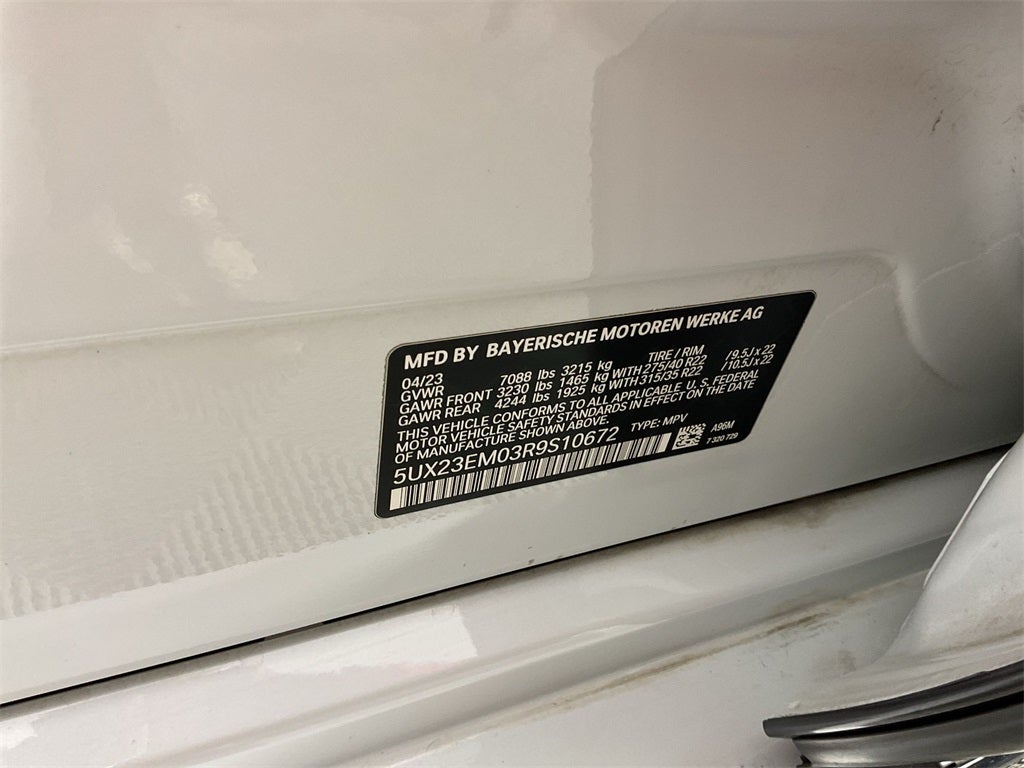 MFD BY BAYERISCHE MOTOREN WERKE AG
04/23 TIRE / RIM
GVWR 7088 lbs 3215 kg
GAWR FRONT 3230 lbs 1465 kg WITH 275/40 R22 /9.5J x 22
GAWR REAR 4244 lbs 1925 kg WITH 315/35 R22 /10.5J x 22
THIS VEHICLE CONFORMS TO ALL APPLICABLE U. S. FEDERAL
MOTOR VEHICLE SAFETY STANDARDS IN EFFECT ON THE DATE
OF MANUFACTURE SHOWN ABOVE. TYPE: MPV
5UX23EM03R9S10672 A96M
7 320 729